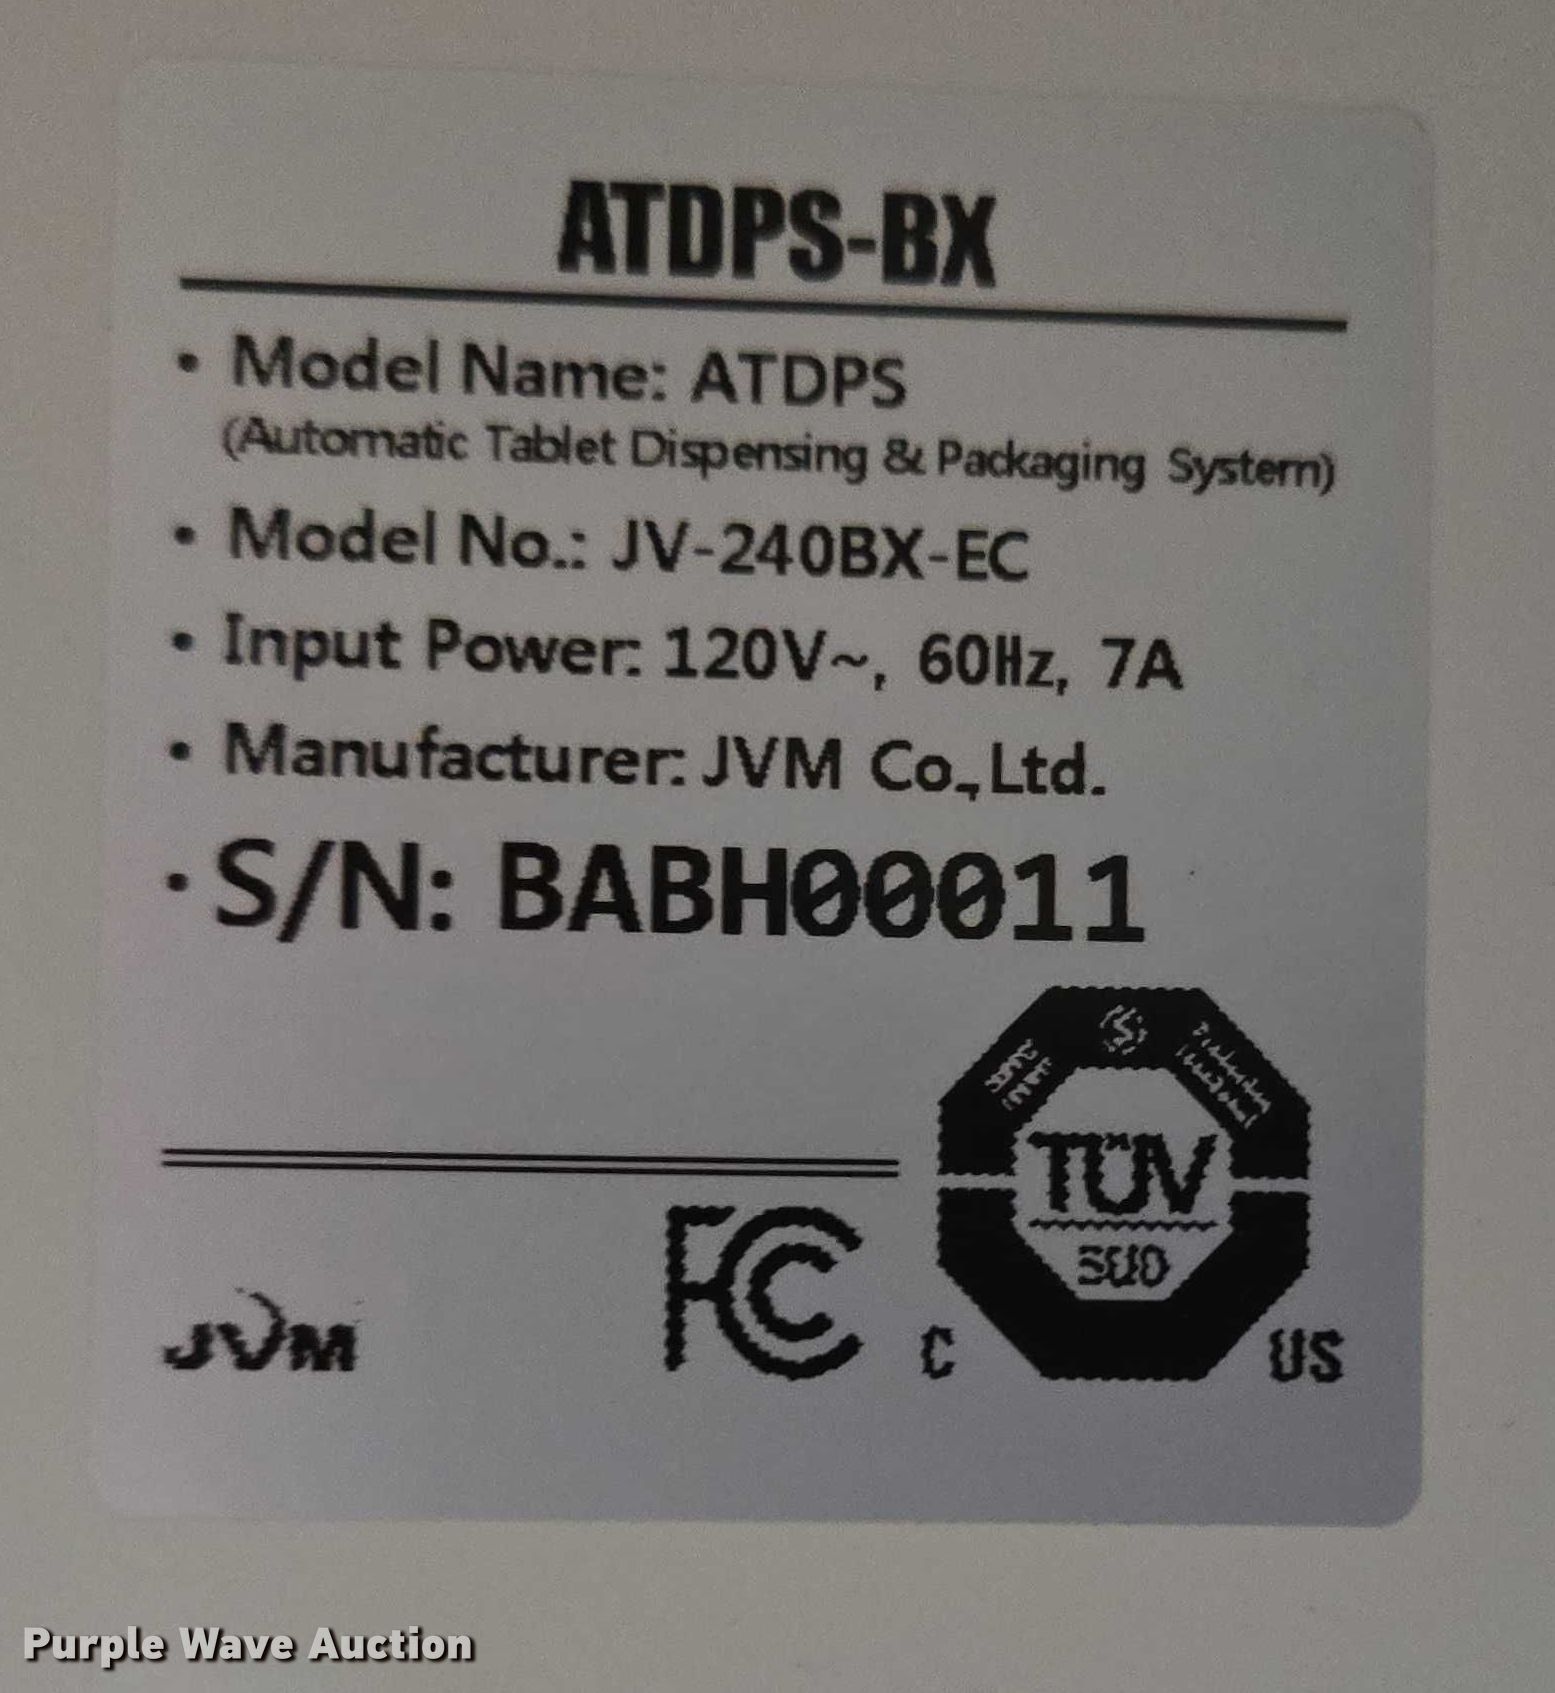 ATDPS-BX
• Model Name: ATDPS
(Automatic Tablet Dispensing & Packaging System)
• Model No.: JV-240BX-EC
• Input Power: 120V~, 60Hz, 7A
• Manufacturer: JVM Co., Ltd.
• S/N: BABH00011
TÜV
SÜD
JVM
FC
C
US
Purple Wave Auction